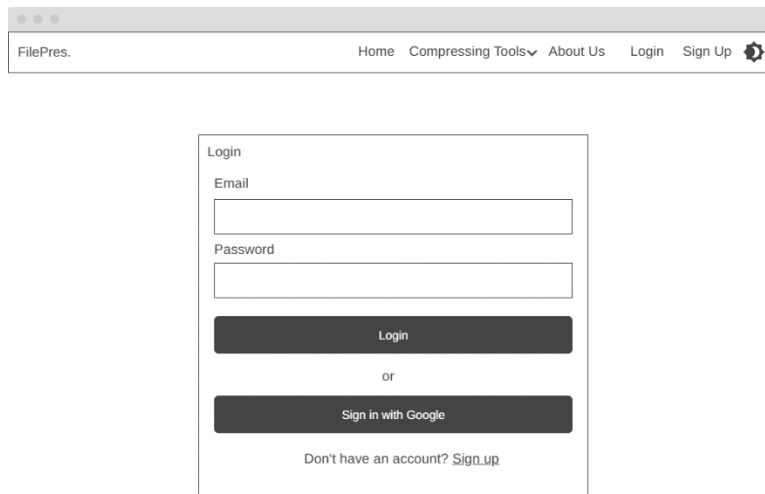 FilePres. Home Compressing Tools About Us Login Sign Up
Login
Email
Password
Login
or
Sign in with Google
Don't have an account? Sign up